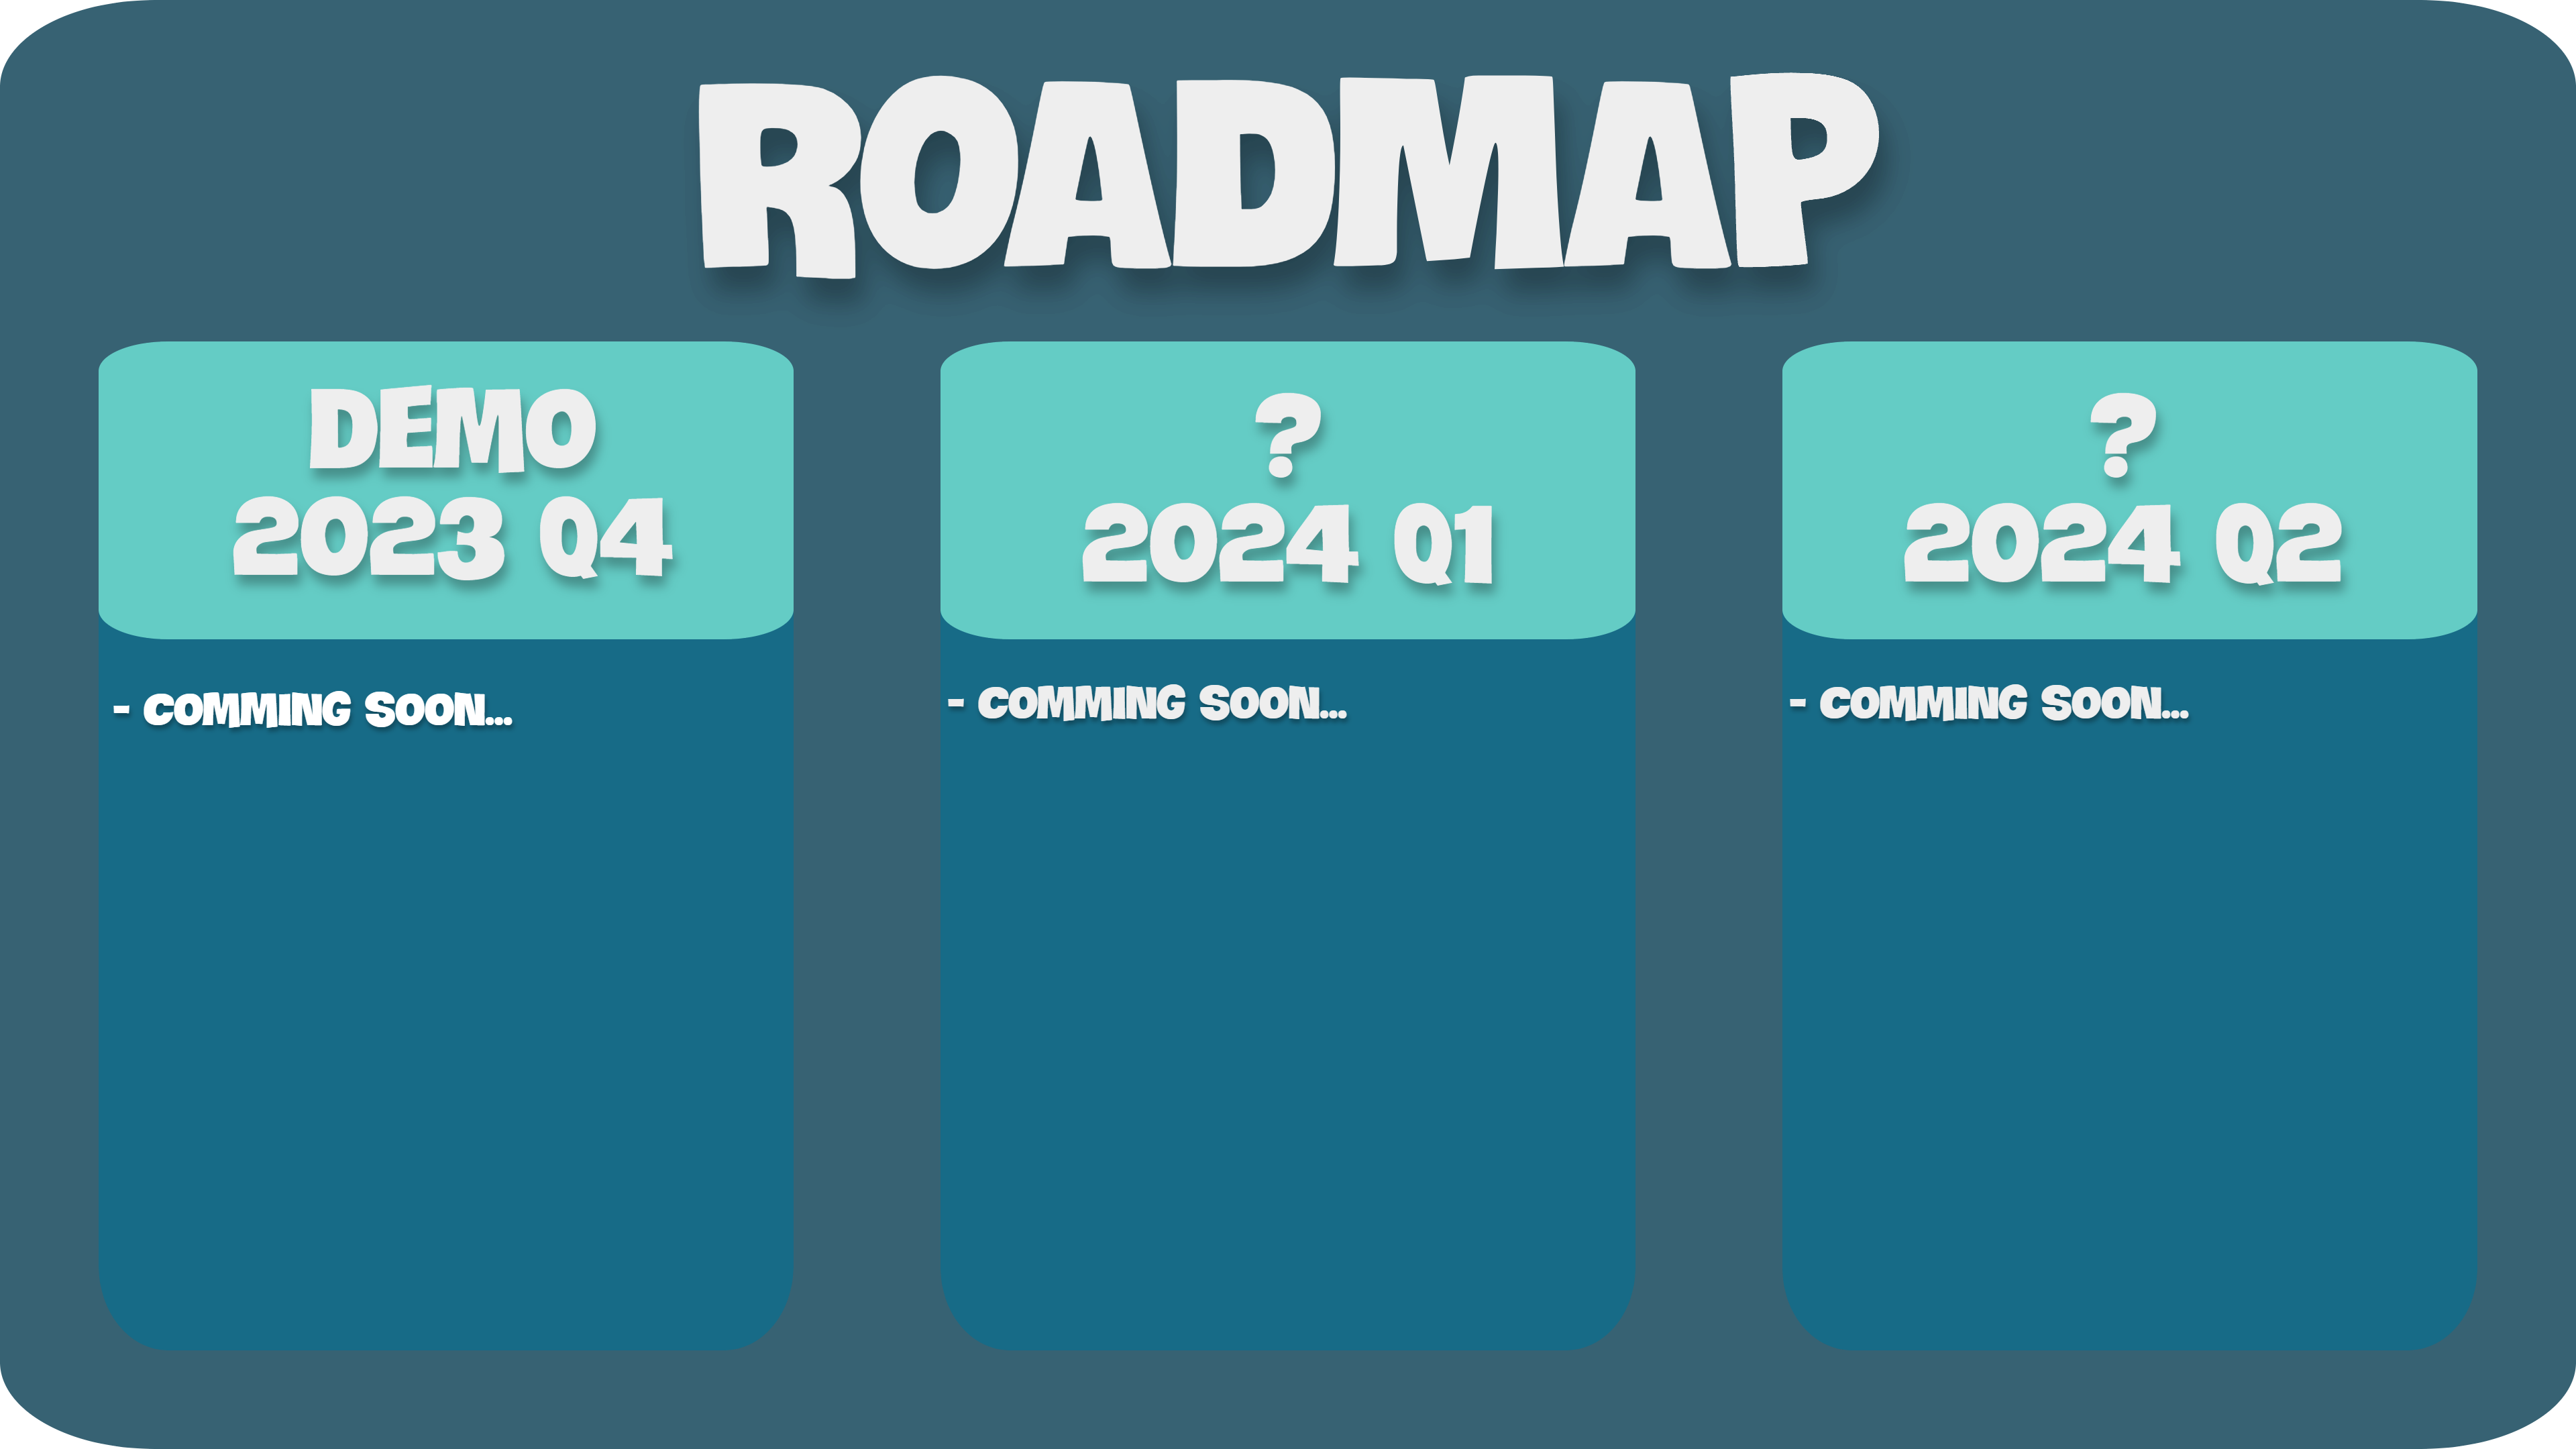 ROADMAP
DEMO
2023 Q4
- COMMING SOON...
?
2024 Q1
- COMMING SOON...
?
2024 Q2
- COMMING SOON...